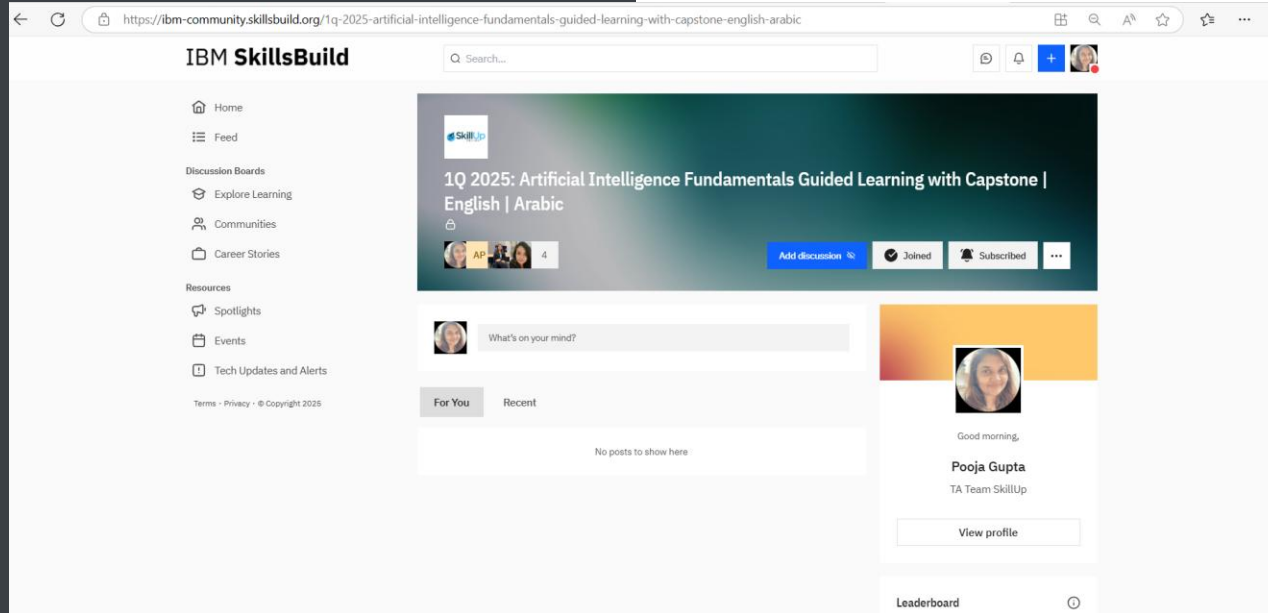 https://ibm-community.skillsbuild.org/1q-2025-artificial-intelligence-fundamentals-guided-learning-with-capstone-english-arabic
IBM SkillsBuild
Search...
Home
Feed
Discussion Boards
Explore Learning
Communities
Career Stories
Resources
Spotlights
Events
Tech Updates and Alerts
Terms • Privacy • © Copyright 2025
SkillUp
1Q 2025: Artificial Intelligence Fundamentals Guided Learning with Capstone |
English | Arabic
AP
4
Add discussion
Joined
Subscribed
What's on your mind?
For You
Recent
No posts to show here
Good morning,
Pooja Gupta
TA Team SkillUp
View profile
Leaderboard